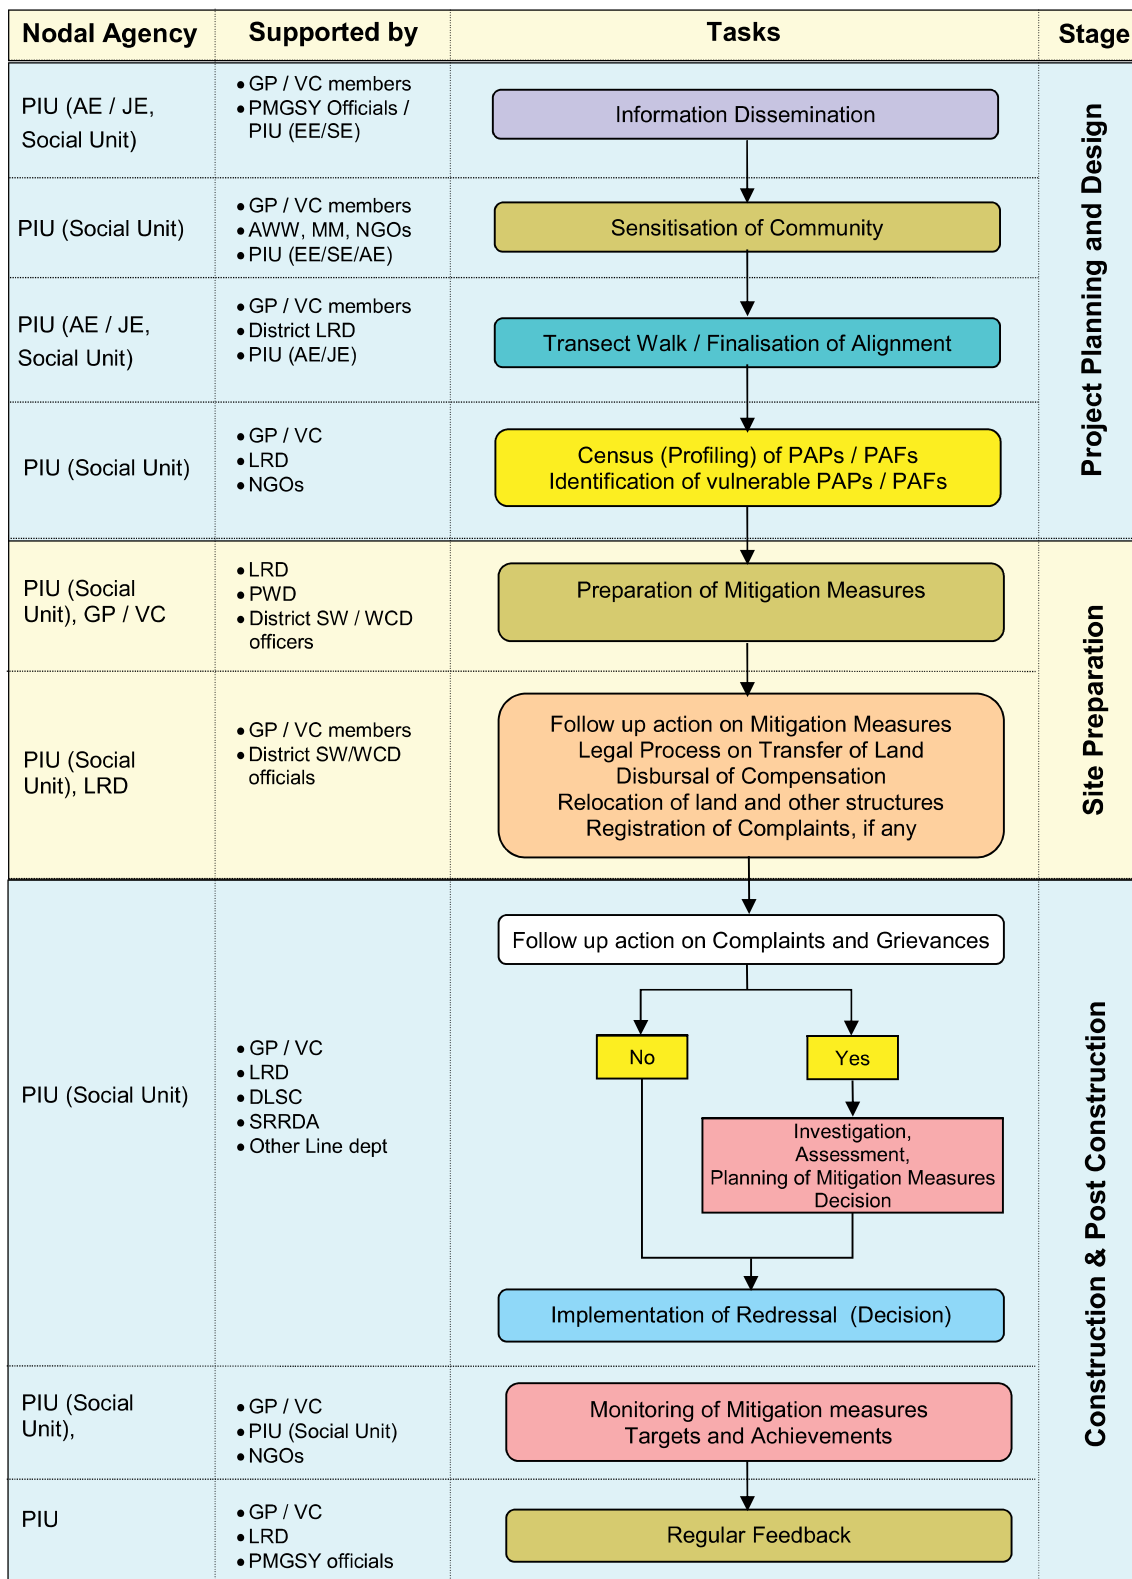 Nodal Agency
Supported by
Tasks
Stage
PIU (AE / JE,
Social Unit)
• GP / VC members
• PMGSY Officials /
PIU (EE/SE)
Information Dissemination
Project Planning and Design
PIU (Social Unit)
• GP / VC members
• AWW, MM, NGOs
• PIU (EE/SE/AE)
Sensitisation of Community
PIU (AE / JE,
Social Unit)
• GP / VC members
• District LRD
• PIU (AE/JE)
Transect Walk / Finalisation of Alignment
PIU (Social Unit)
• GP / VC
• LRD
• NGOs
Census (Profiling) of PAPs / PAFs
Identification of vulnerable PAPs / PAFs
PIU (Social
Unit), GP / VC
• LRD
• PWD
• District SW / WCD
officers
Preparation of Mitigation Measures
Site Preparation
PIU (Social
Unit), LRD
• GP / VC members
• District SW/WCD
officials
Follow up action on Mitigation Measures
Legal Process on Transfer of Land
Disbursal of Compensation
Relocation of land and other structures
Registration of Complaints, if any
PIU (Social Unit)
• GP / VC
• LRD
• DLSC
• SRRDA
• Other Line dept
Follow up action on Complaints and Grievances
No
Yes
Investigation,
Assessment,
Planning of Mitigation Measures
Decision
Implementation of Redressal (Decision)
Construction & Post Construction
PIU (Social
Unit),
• GP / VC
• PIU (Social Unit)
• NGOs
Monitoring of Mitigation measures
Targets and Achievements
PIU
• GP / VC
• LRD
• PMGSY officials
Regular Feedback